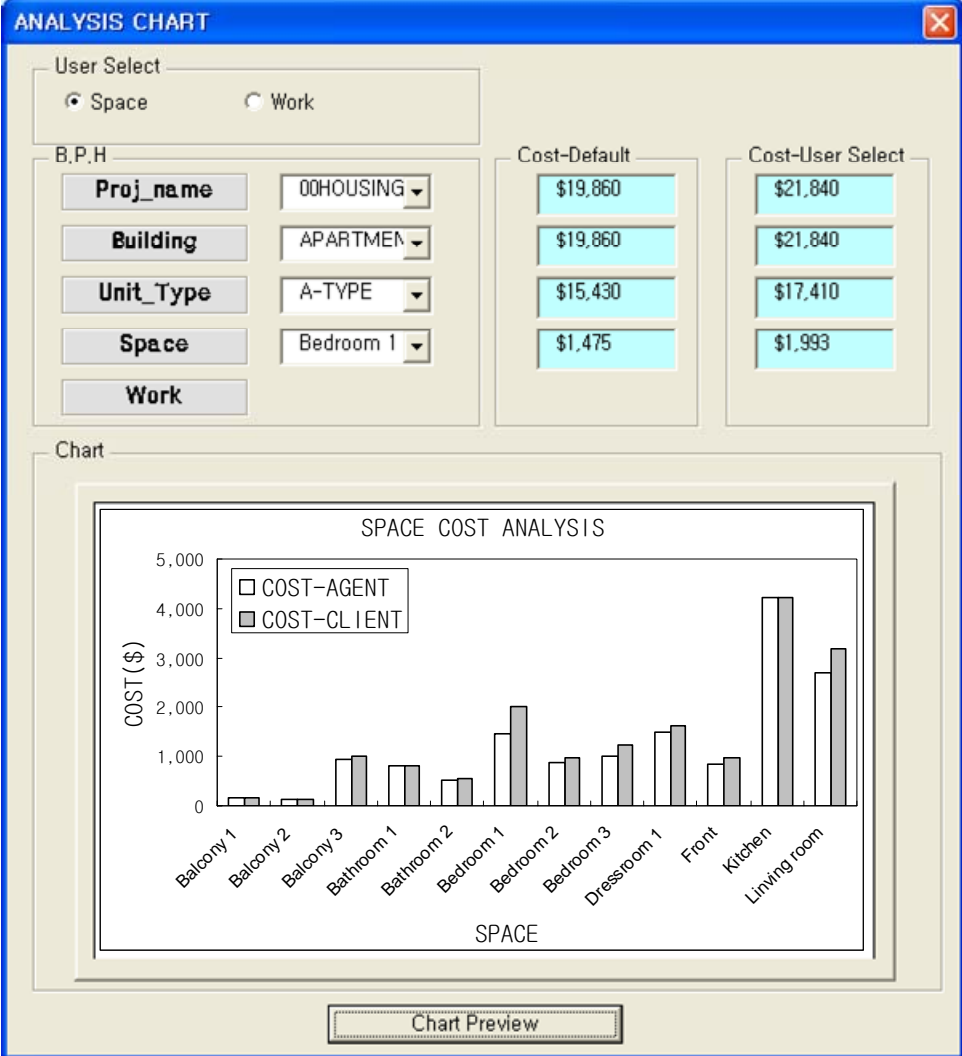 ANALYSIS CHART
User Select
Space Work
B.P.H Cost-Default Cost-User Select
Proj_name 00HOUSING $19,860 $21,840
Building APARTMEN $19,860 $21,840
Unit_Type A-TYPE $15,430 $17,410
Space Bedroom 1 $1,475 $1,993
Work
Chart
SPACE COST ANALYSIS
COST-AGENT
COST-CLIENT
COST($)
5,000
4,000
3,000
2,000
1,000
0
Balcony 1
Balcony 2
Balcony 3
Bathroom 1
Bathroom 2
Bedroom 1
Bedroom 2
Bedroom 3
Dressroom 1
Front
Kitchen
Linving room
SPACE
Chart Preview